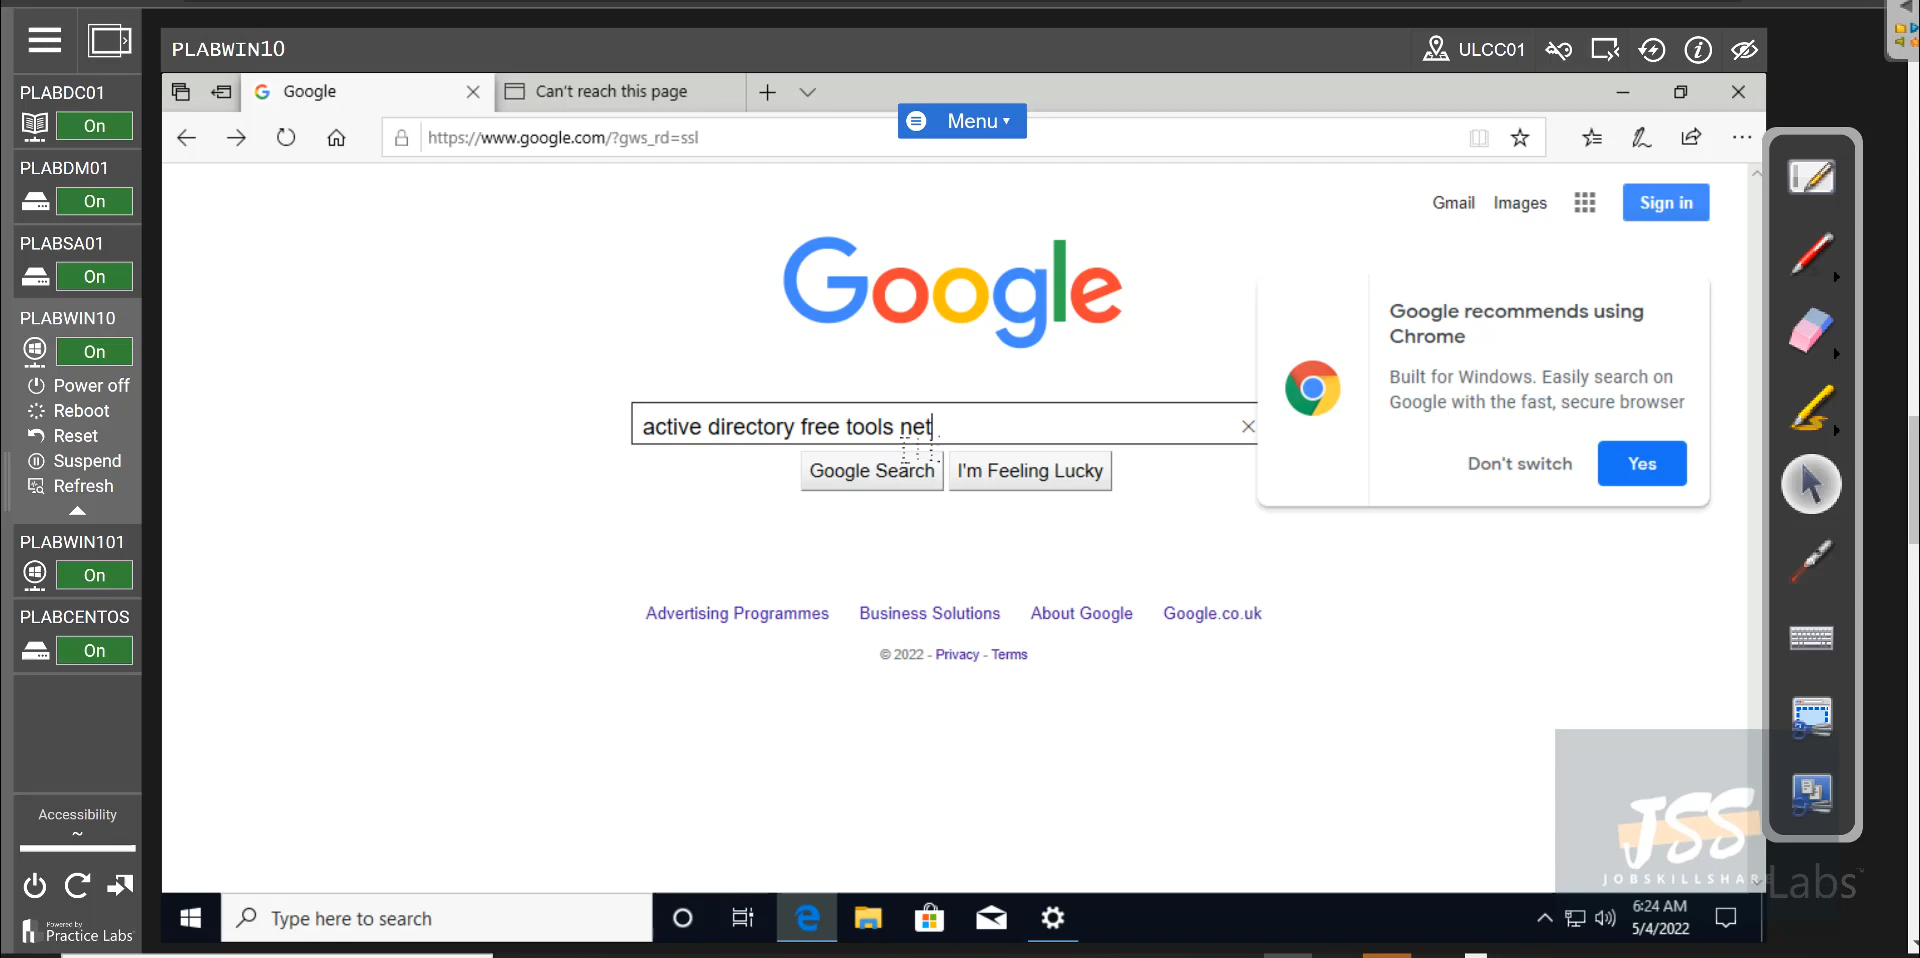 PLABWIN10
ULCC01
PLABDC01
On
PLABDM01
On
PLABSA01
On
PLABWIN10
On
Power off
Reboot
Reset
Suspend
Refresh
PLABWIN101
On
PLABCENTOS
On
Accessibility
~
Powered by
Practice Labs
Google
Can't reach this page
Menu
https://www.google.com/?gws_rd=ssl
Gmail
Images
Sign in
Google
Google recommends using
Chrome
Built for Windows. Easily search on
Google with the fast, secure browser
Don't switch
Yes
active directory free tools net
Google Search
I'm Feeling Lucky
Advertising Programmes
Business Solutions
About Google
Google.co.uk
© 2022 - Privacy - Terms
JSS
JOBSKILLSHARE
Labs
Type here to search
6:24 AM
5/4/2022